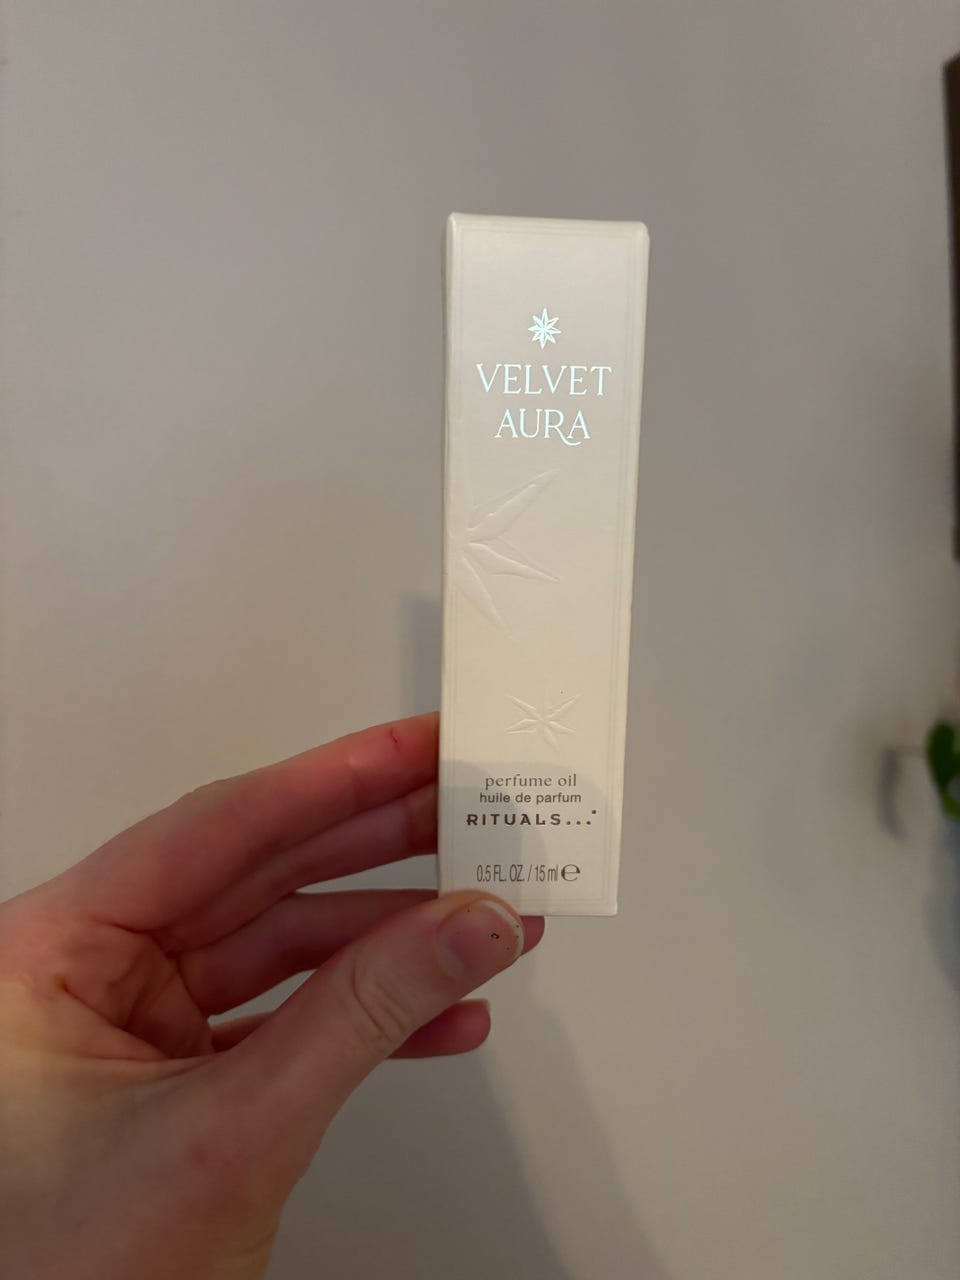 VELVET
AURA
perfume oil
huile de parfum
RITUALS...
0.5 FL. OZ. / 15 ml ℮